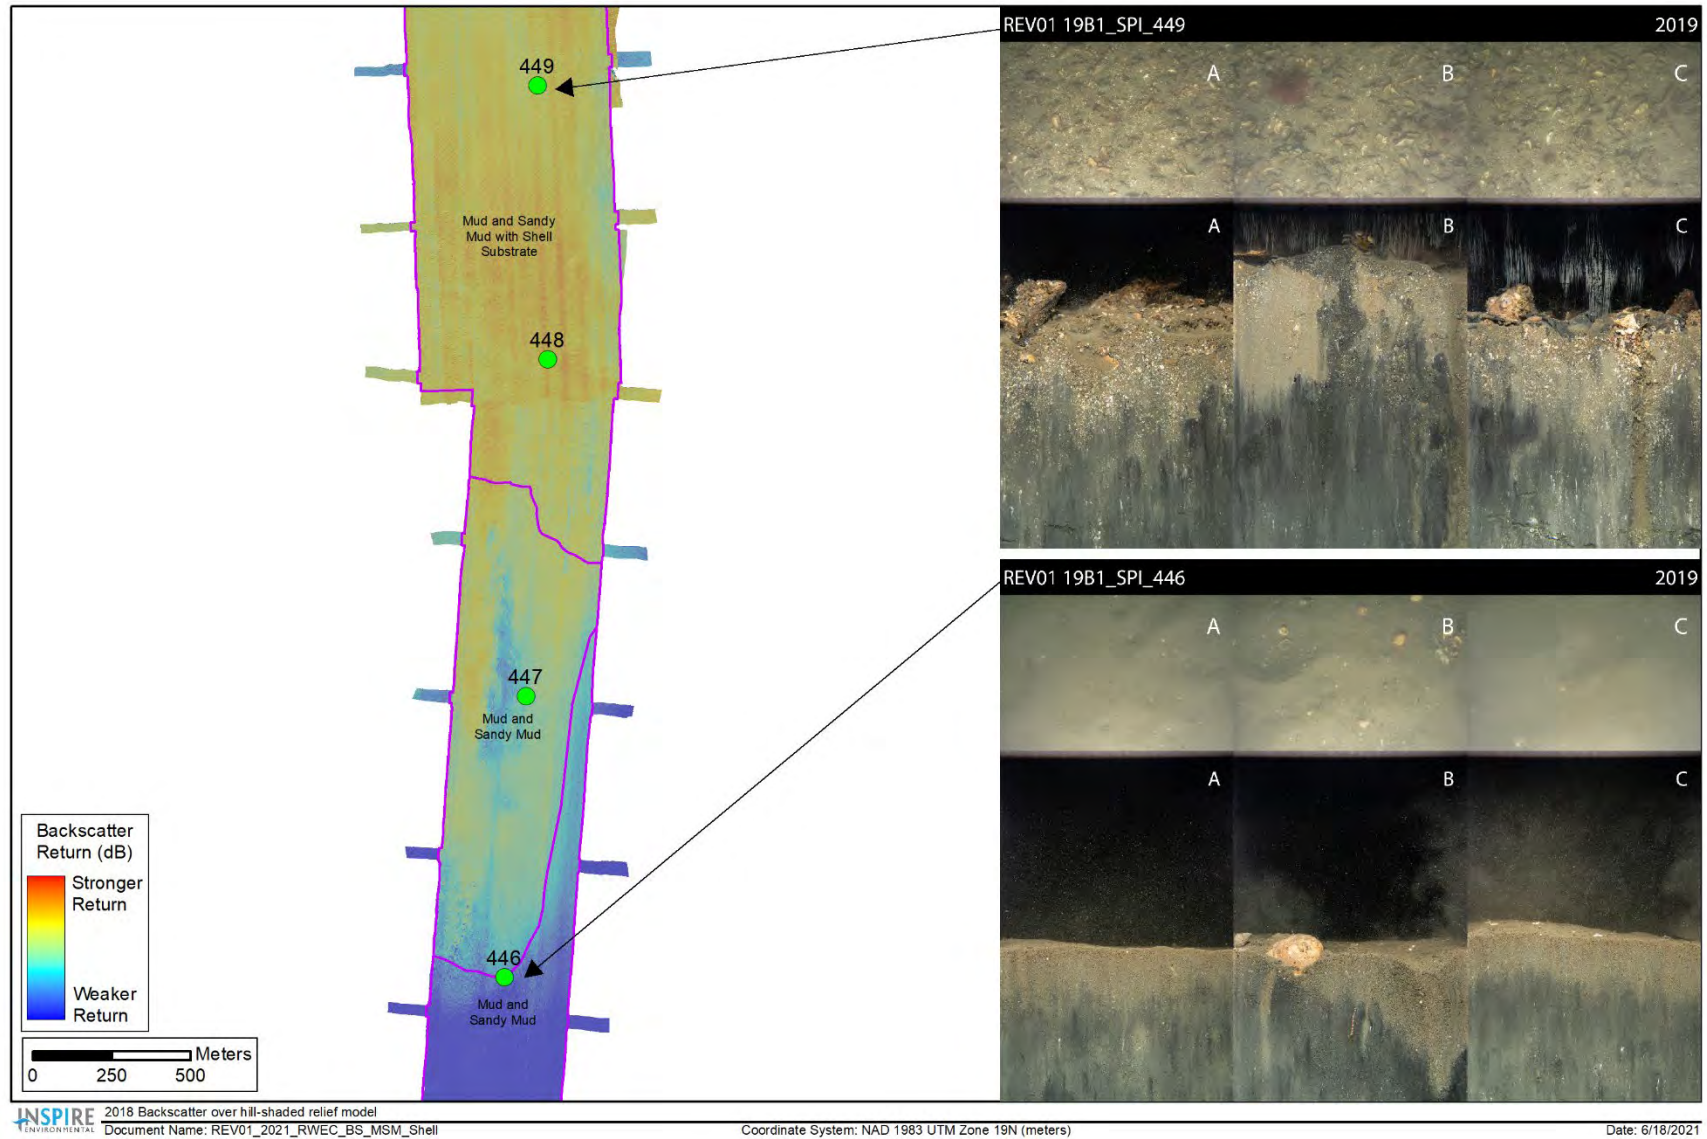 449
Mud and Sandy
Mud with Shell
Substrate
448
447
Mud and
Sandy Mud
446
Mud and
Sandy Mud
Backscatter
Return (dB)
Stronger
Return
Weaker
Return
Meters
0 250 500
REV01 19B1_SPI_449 2019
A B C
A B C
REV01 19B1_SPI_446 2019
A B C
A B C
INSPIRE
ENVIRONMENTAL
2018 Backscatter over hill-shaded relief model
Document Name: REV01_2021_RWEC_BS_MSM_Shell
Coordinate System: NAD 1983 UTM Zone 19N (meters)
Date: 6/18/2021